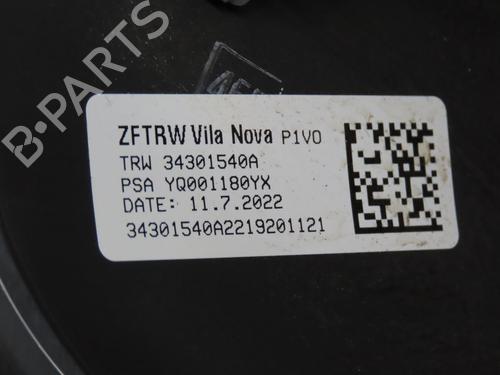 ZFTRW Vila Nova P1VO
TRW 34301540A
PSA YQ001180YX
DATE: 11.7.2022
34301540A2219201121
B-PARTS